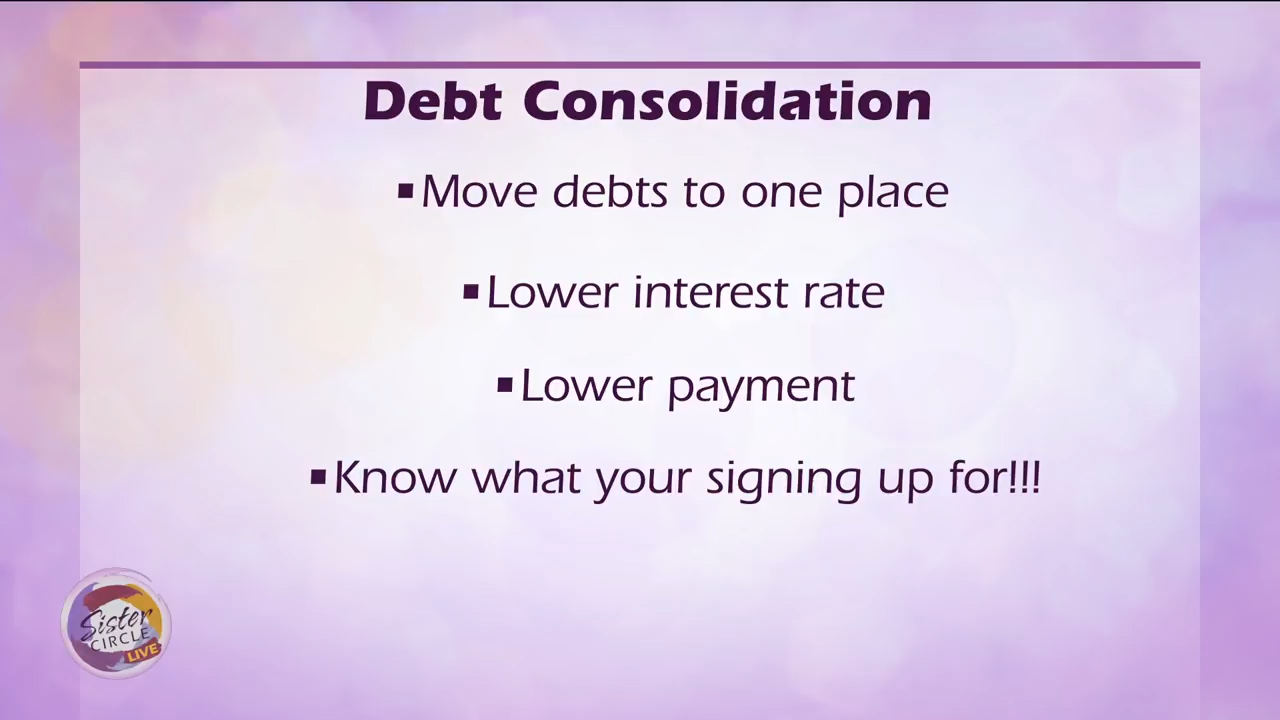 Debt Consolidation
▪Move debts to one place
▪Lower interest rate
▪Lower payment
▪Know what your signing up for!!!
Sister
CIRCLE
LIVE